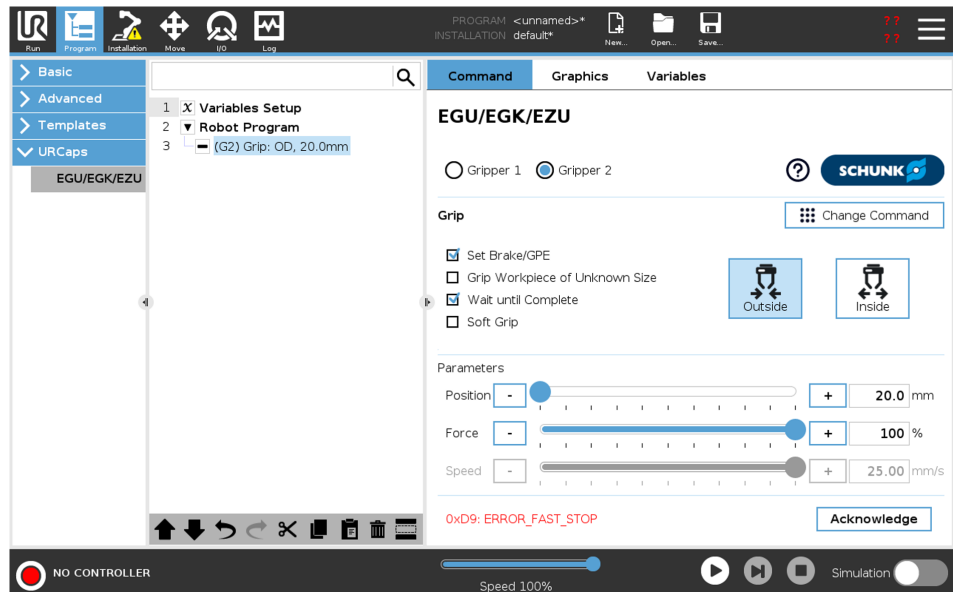 PROGRAM <unnamed>*
INSTALLATION default*
? ?
? ?
Run
Program
Installation
Move
I/O
Log
New...
Open...
Save...
Basic
Advanced
Templates
URCaps
EGU/EGK/EZU
1 X Variables Setup
2 Robot Program
3 (G2) Grip: OD, 20.0mm
Command Graphics Variables
EGU/EGK/EZU
Gripper 1 Gripper 2
SCHUNK
Grip
Change Command
Set Brake/GPE
Grip Workpiece of Unknown Size
Wait until Complete
Soft Grip
Outside
Inside
Parameters
Position - + 20.0 mm
Force - + 100 %
Speed - + 25.00 mm/s
0xD9: ERROR_FAST_STOP
Acknowledge
NO CONTROLLER
Speed 100%
Simulation